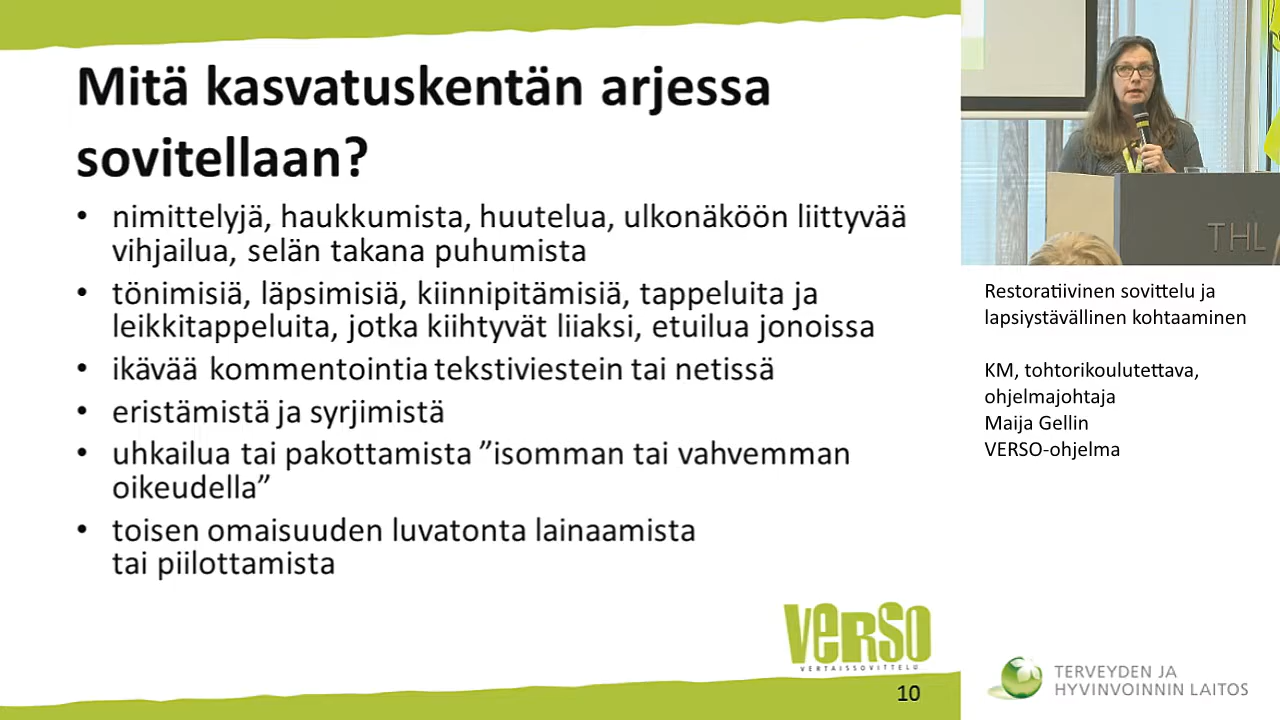 Mitä kasvatuskentän arjessa
sovitellaan?
• nimittelyjä, haukkumista, huutelua, ulkonäköön liittyvää
vihjailua, selän takana puhumista
• tönimisiä, läpsimisiä, kiinnipitämisiä, tappeluita ja
leikkitappeluita, jotka kiihtyvät liiaksi, etuilua jonoissa
• ikävää kommentointia tekstiviestein tai netissä
• eristämistä ja syrjimistä
• uhkailua tai pakottamista ”isomman tai vahvemman
oikeudella”
• toisen omaisuuden luvatonta lainaamista
tai piilottamista
VERSO
VERTAISSOVITTELU
10
THL
Restoratiivinen sovittelu ja
lapsiystävällinen kohtaaminen
KM, tohtorikoulutettava,
ohjelmajohtaja
Maija Gellin
VERSO-ohjelma
TERVEYDEN JA
HYVINVOINNIN LAITOS